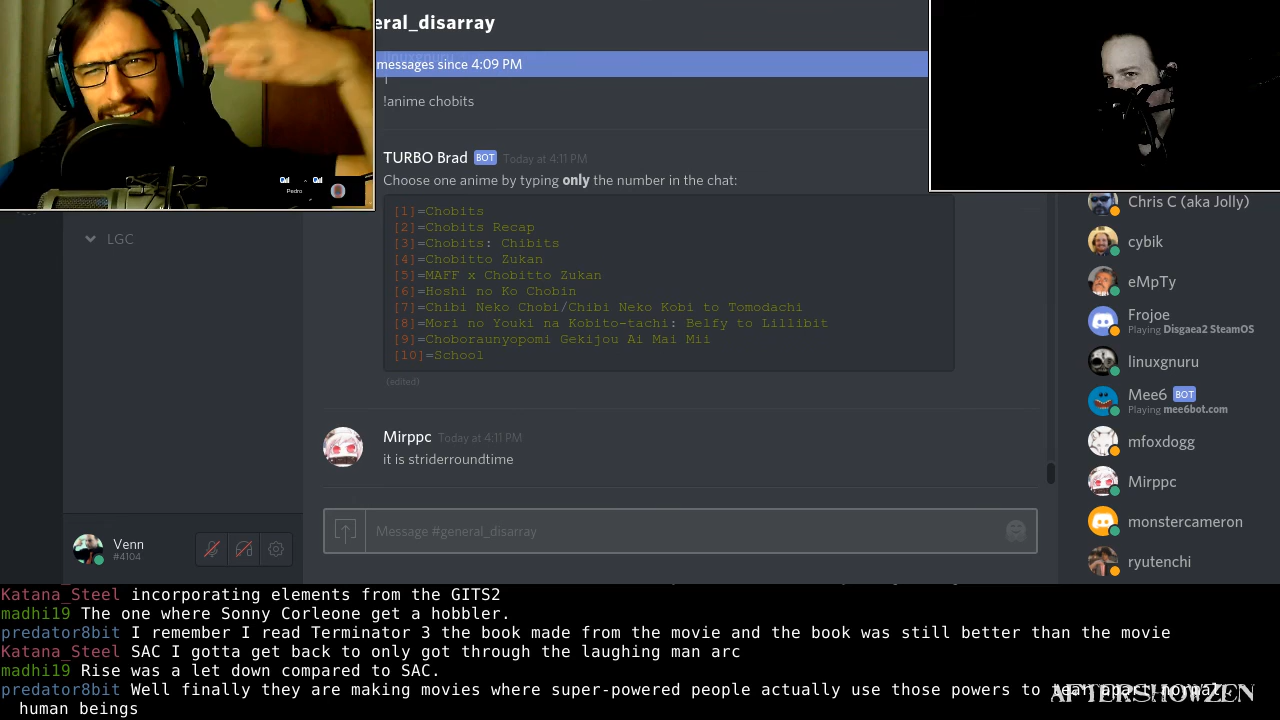 eral_disarray
messages since 4:09 PM
!anime chobits
TURBO Brad BOT Today at 4:11 PM
Choose one anime by typing only the number in the chat:
[1]=Chobits
[2]=Chobits Recap
[3]=Chobits: Chibits
[4]=Chobitto Zukan
[5]=MAFF x Chobitto Zukan
[6]=Hoshi no Ko Chobin
[7]=Chibi Neko Chobi/Chibi Neko Kobi to Tomodachi
[8]=Mori no Youki na Kobito-tachi: Belfy to Lillibit
[9]=Choboraunyopomi Gekijou Ai Mai Mii
[10]=School
(edited)
Mirppc Today at 4:11 PM
it is striderroundtime
Message #general_disarray
Pedro
LGC
Venn
#4104
Chris C (aka Jolly)
cybik
eMpTy
Frojoe
Playing Disgaea2 SteamOS
linuxgnuru
Mee6 BOT
Playing mee6bot.com
mfoxdogg
Mirppc
monstercameron
ryutenchi
Katana_Steel incorporating elements from the GITS2
madhi19 The one where Sonny Corleone get a hobbler.
predator8bit I remember I read Terminator 3 the book made from the movie and the book was still better than the movie
Katana_Steel SAC I gotta get back to only got through the laughing man arc
madhi19 Rise was a let down compared to SAC.
predator8bit Well finally they are making movies where super-powered people actually use those powers to
human beings
AFTERSHOWZEN